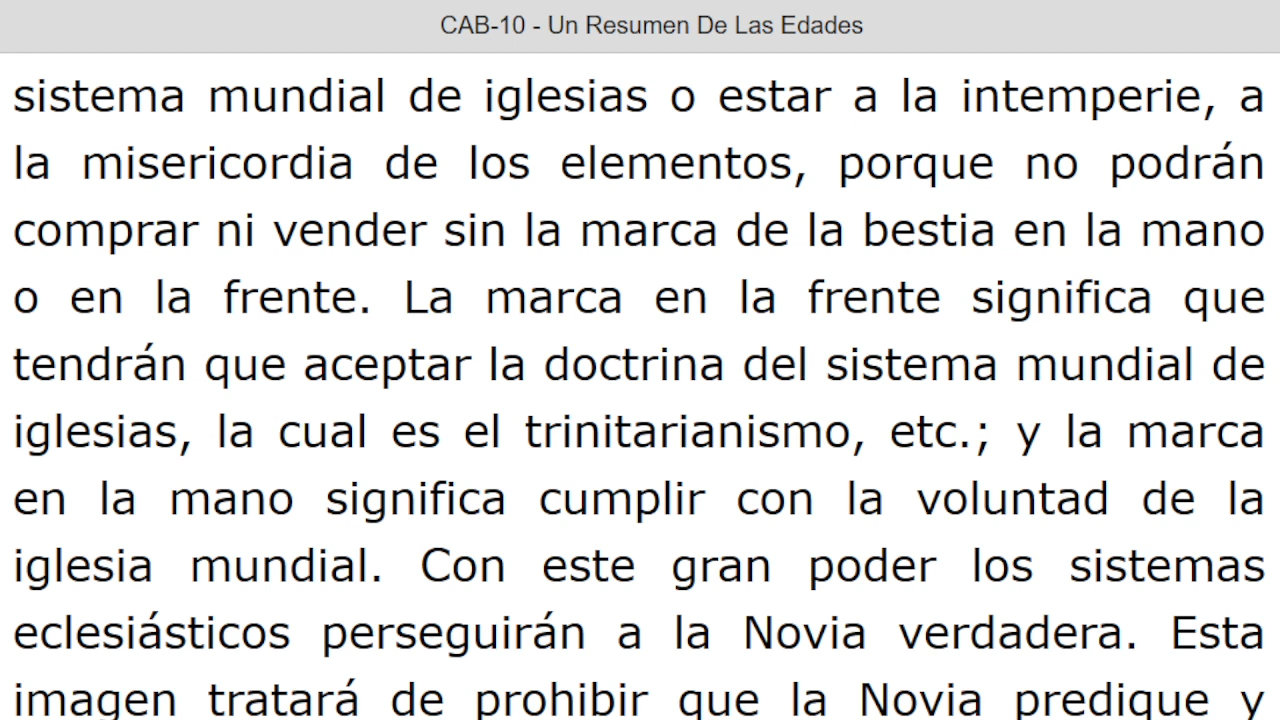 CAB-10 - Un Resumen De Las Edades
sistema mundial de iglesias o estar a la intemperie, a
la misericordia de los elementos, porque no podrán
comprar ni vender sin la marca de la bestia en la mano
o en la frente. La marca en la frente significa que
tendrán que aceptar la doctrina del sistema mundial de
iglesias, la cual es el trinitarianismo, etc.; y la marca
en la mano significa cumplir con la voluntad de la
iglesia mundial. Con este gran poder los sistemas
eclesiásticos perseguirán a la Novia verdadera. Esta
imagen tratará de prohibir que la Novia predique y